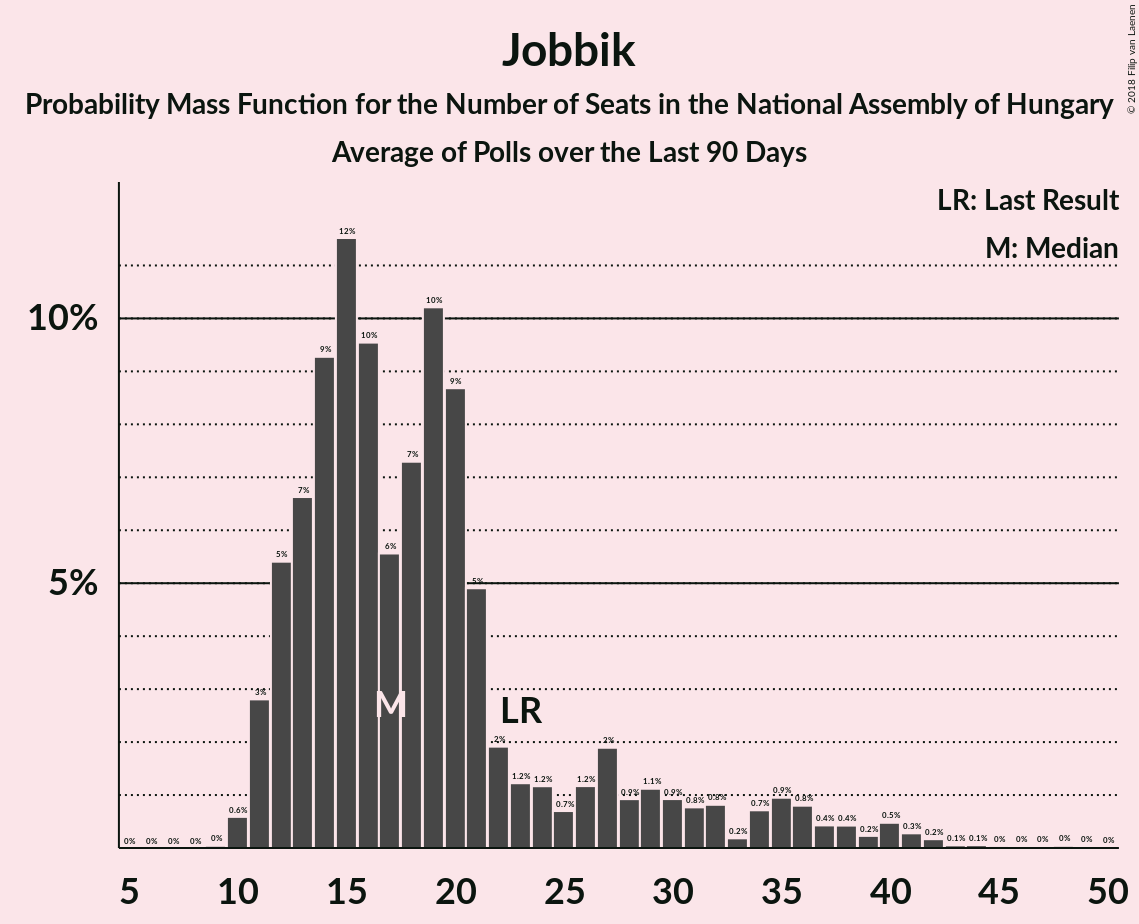 Jobbik
Probability Mass Function for the Number of Seats in the National Assembly of Hungary
Average of Polls over the Last 90 Days
© 2018 Filip van Laenen
LR: Last Result
M: Median
10%
5%
0% 0% 0% 0% 0% 0.6% 3% 5% 7% 9% 12% 10% 6% 7% 10% 9% 5% 2% 1.2% 1.2% 0.7% 1.2% 2% 0.9% 1.1% 0.9% 0.8% 0.8% 0.2% 0.7% 0.9% 0.8% 0.4% 0.4% 0.2% 0.5% 0.3% 0.2% 0.1% 0.1% 0% 0% 0% 0% 0% 0%
M
LR
5 10 15 20 25 30 35 40 45 50